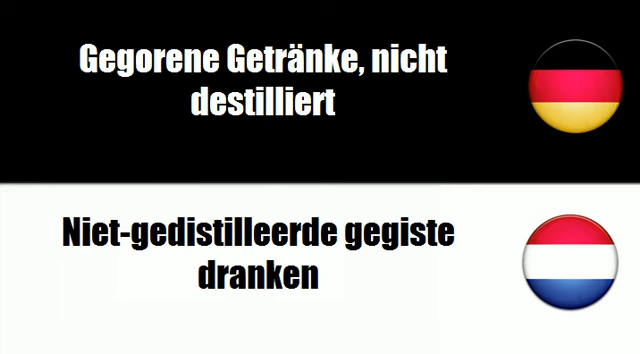 Gegorene Getränke, nicht
destilliert
Niet-gedistilleerde gegiste
dranken